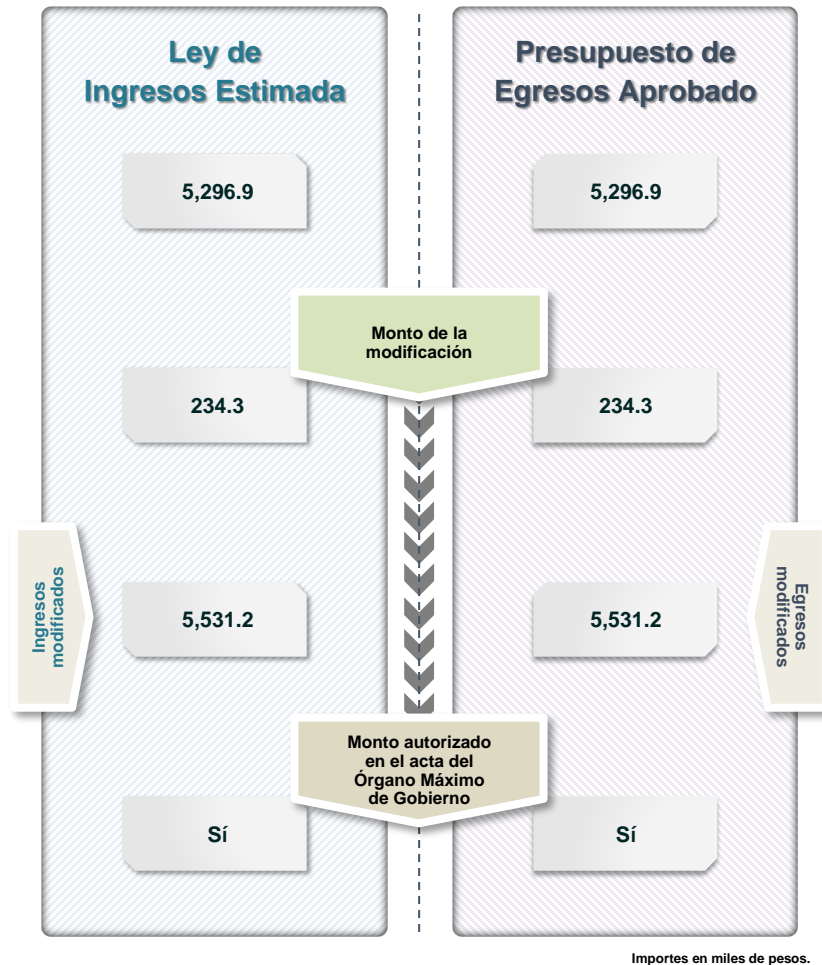 Ley de
Ingresos Estimada
Presupuesto de
Egresos Aprobado
5,296.9
5,296.9
Monto de la
modificación
234.3
234.3
Ingresos
modificados
5,531.2
5,531.2
Egresos
modificados
Monto autorizado
en el acta del
Órgano Máximo
de Gobierno
Sí
Sí
Importes en miles de pesos.